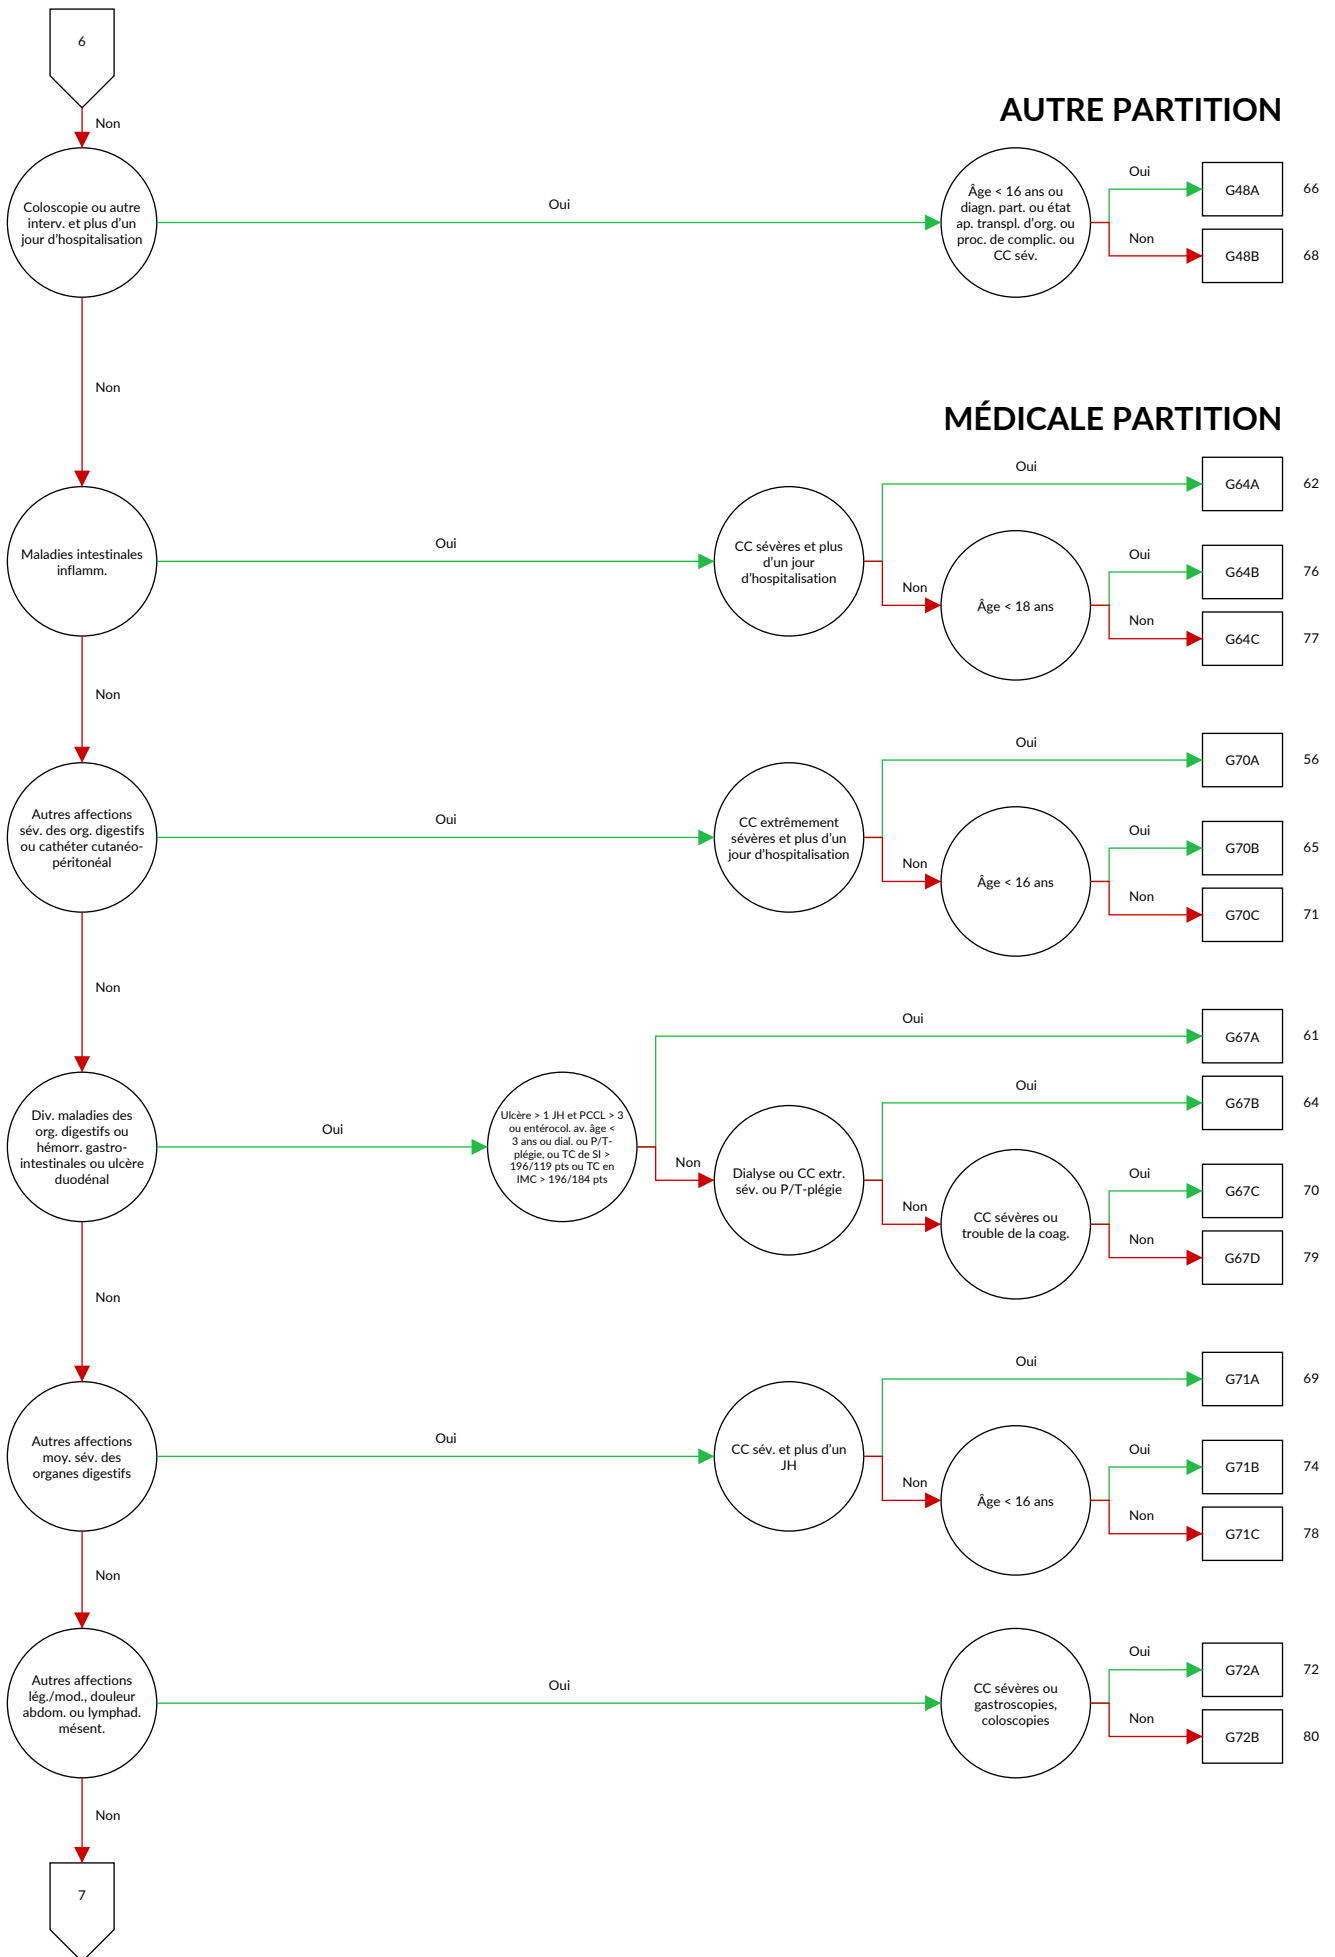 6
Non
AUTRE PARTITION
Coloscopie ou autre
interv. et plus d'un
jour d'hospitalisation
Oui
Âge < 16 ans ou
diagn. part. ou état
ap. transpl. d'org. ou
proc. de complic. ou
CC sév.
Oui
G48A
66
Non
G48B
68
Non
MÉDICALE PARTITION
Maladies intestinales
inflamm.
Oui
CC sévères et plus
d'un jour
d'hospitalisation
Oui
G64A
62
Non
Âge < 18 ans
Oui
G64B
76
Non
G64C
77
Non
Autres affections
sév. des org. digestifs
ou cathéter cutanéo-
péritonéal
Oui
CC extrêmement
sévères et plus d'un
jour d'hospitalisation
Oui
G70A
56
Non
Âge < 16 ans
Oui
G70B
65
Non
G70C
71
Non
Div. maladies des
org. digestifs ou
hémorr. gastro-
intestinales ou ulcère
duodénal
Oui
Ulcère > 1 JH et PCCL > 3
ou entérocol. av. âge <
3 ans ou dial. ou P/T-
plégie, ou TC de SI >
196/119 pts ou TC en
IMC > 196/184 pts
Oui
G67A
61
Non
Dialyse ou CC extr.
sév. ou P/T-plégie
Oui
G67B
64
Non
CC sévères ou
trouble de la coag.
Oui
G67C
70
Non
G67D
79
Non
Autres affections
moy. sév. des
organes digestifs
Oui
CC sév. et plus d'un
JH
Oui
G71A
69
Non
Âge < 16 ans
Oui
G71B
74
Non
G71C
78
Non
Autres affections
lég./mod., douleur
abdom. ou lymphad.
mésent.
Oui
CC sévères ou
gastroscopies,
coloscopies
Oui
G72A
72
Non
G72B
80
Non
7